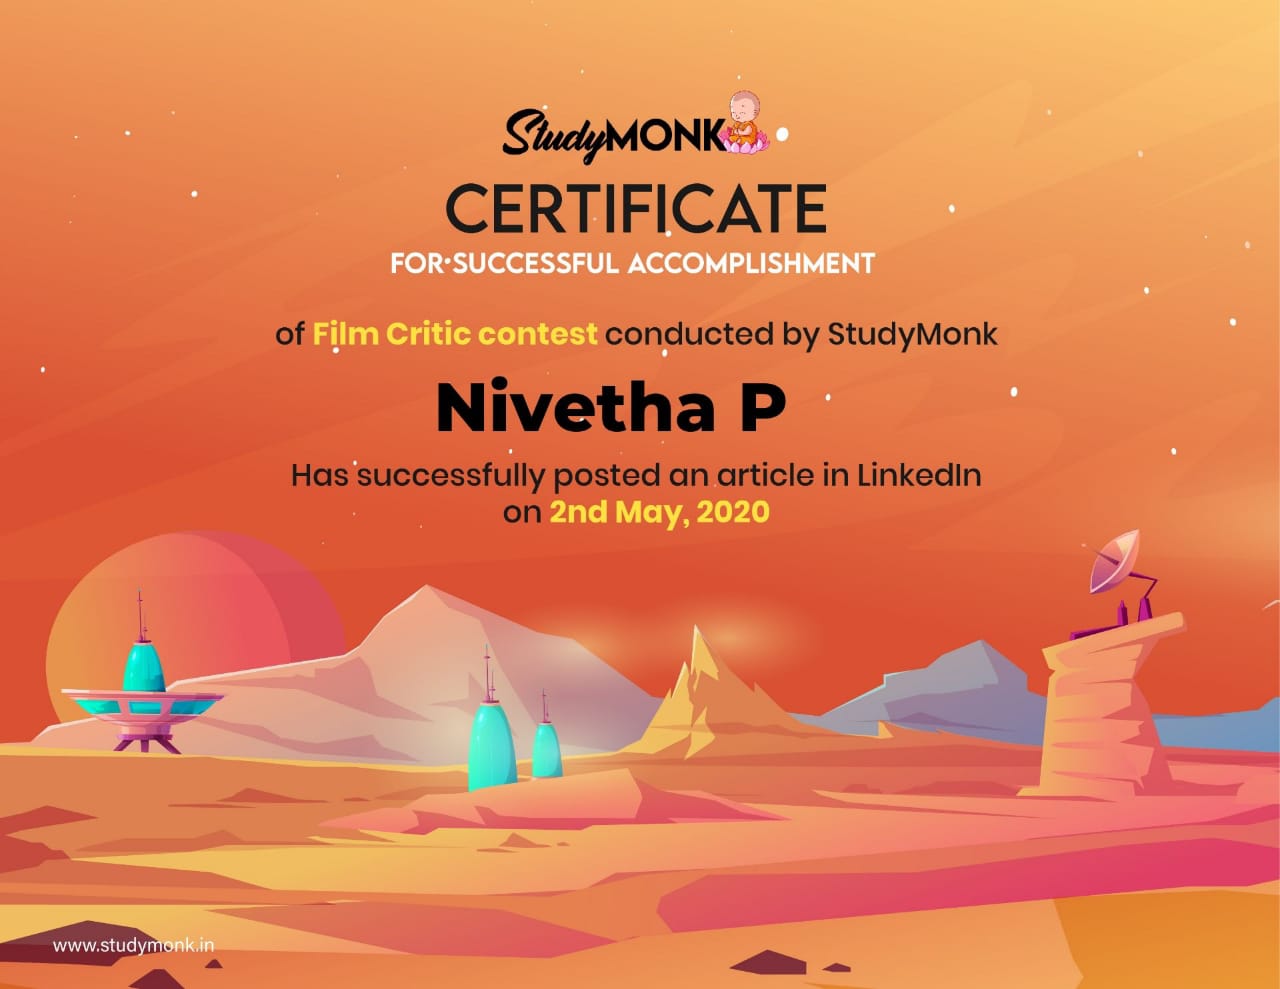 StudyMONK
CERTIFICATE
FOR SUCCESSFUL ACCOMPLISHMENT
of Film Critic contest conducted by StudyMonk
Nivetha P
Has successfully posted an article in LinkedIn
on 2nd May, 2020
www.studymonk.in